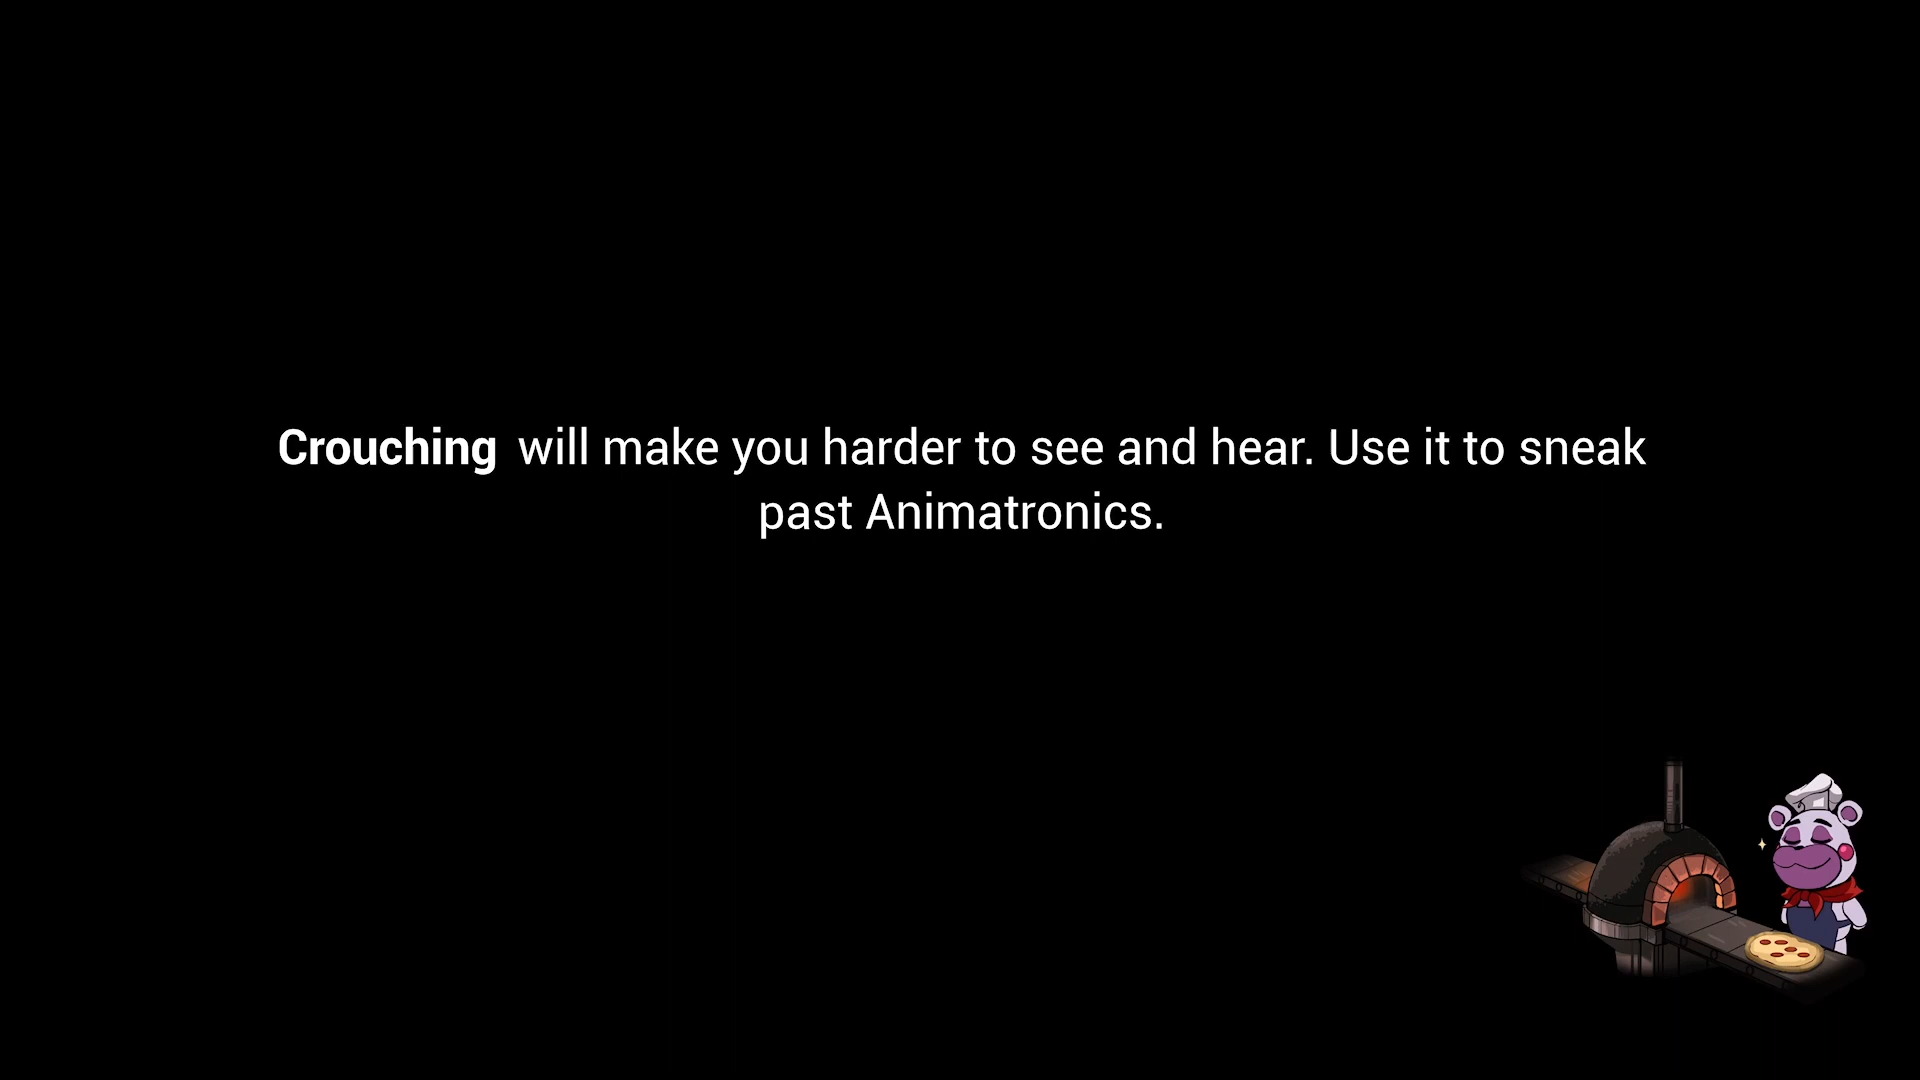 Crouching will make you harder to see and hear. Use it to sneak
past Animatronics.